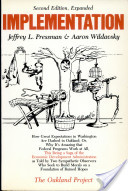 Second Edition, Expanded
IMPLEMENTATION
Jeffrey L. Pressman & Aaron Wildavsky
How Great Expectations in Washington
Are Dashed in Oakland; Or,
Why It's Amazing that
Federal Programs Work at all,
This Being a Saga of the
Economic Development Administration
as Told by Two Sympathetic Observers
Who Seek to Build Morals on a
Foundation of Ruined Hopes
The Oakland Project